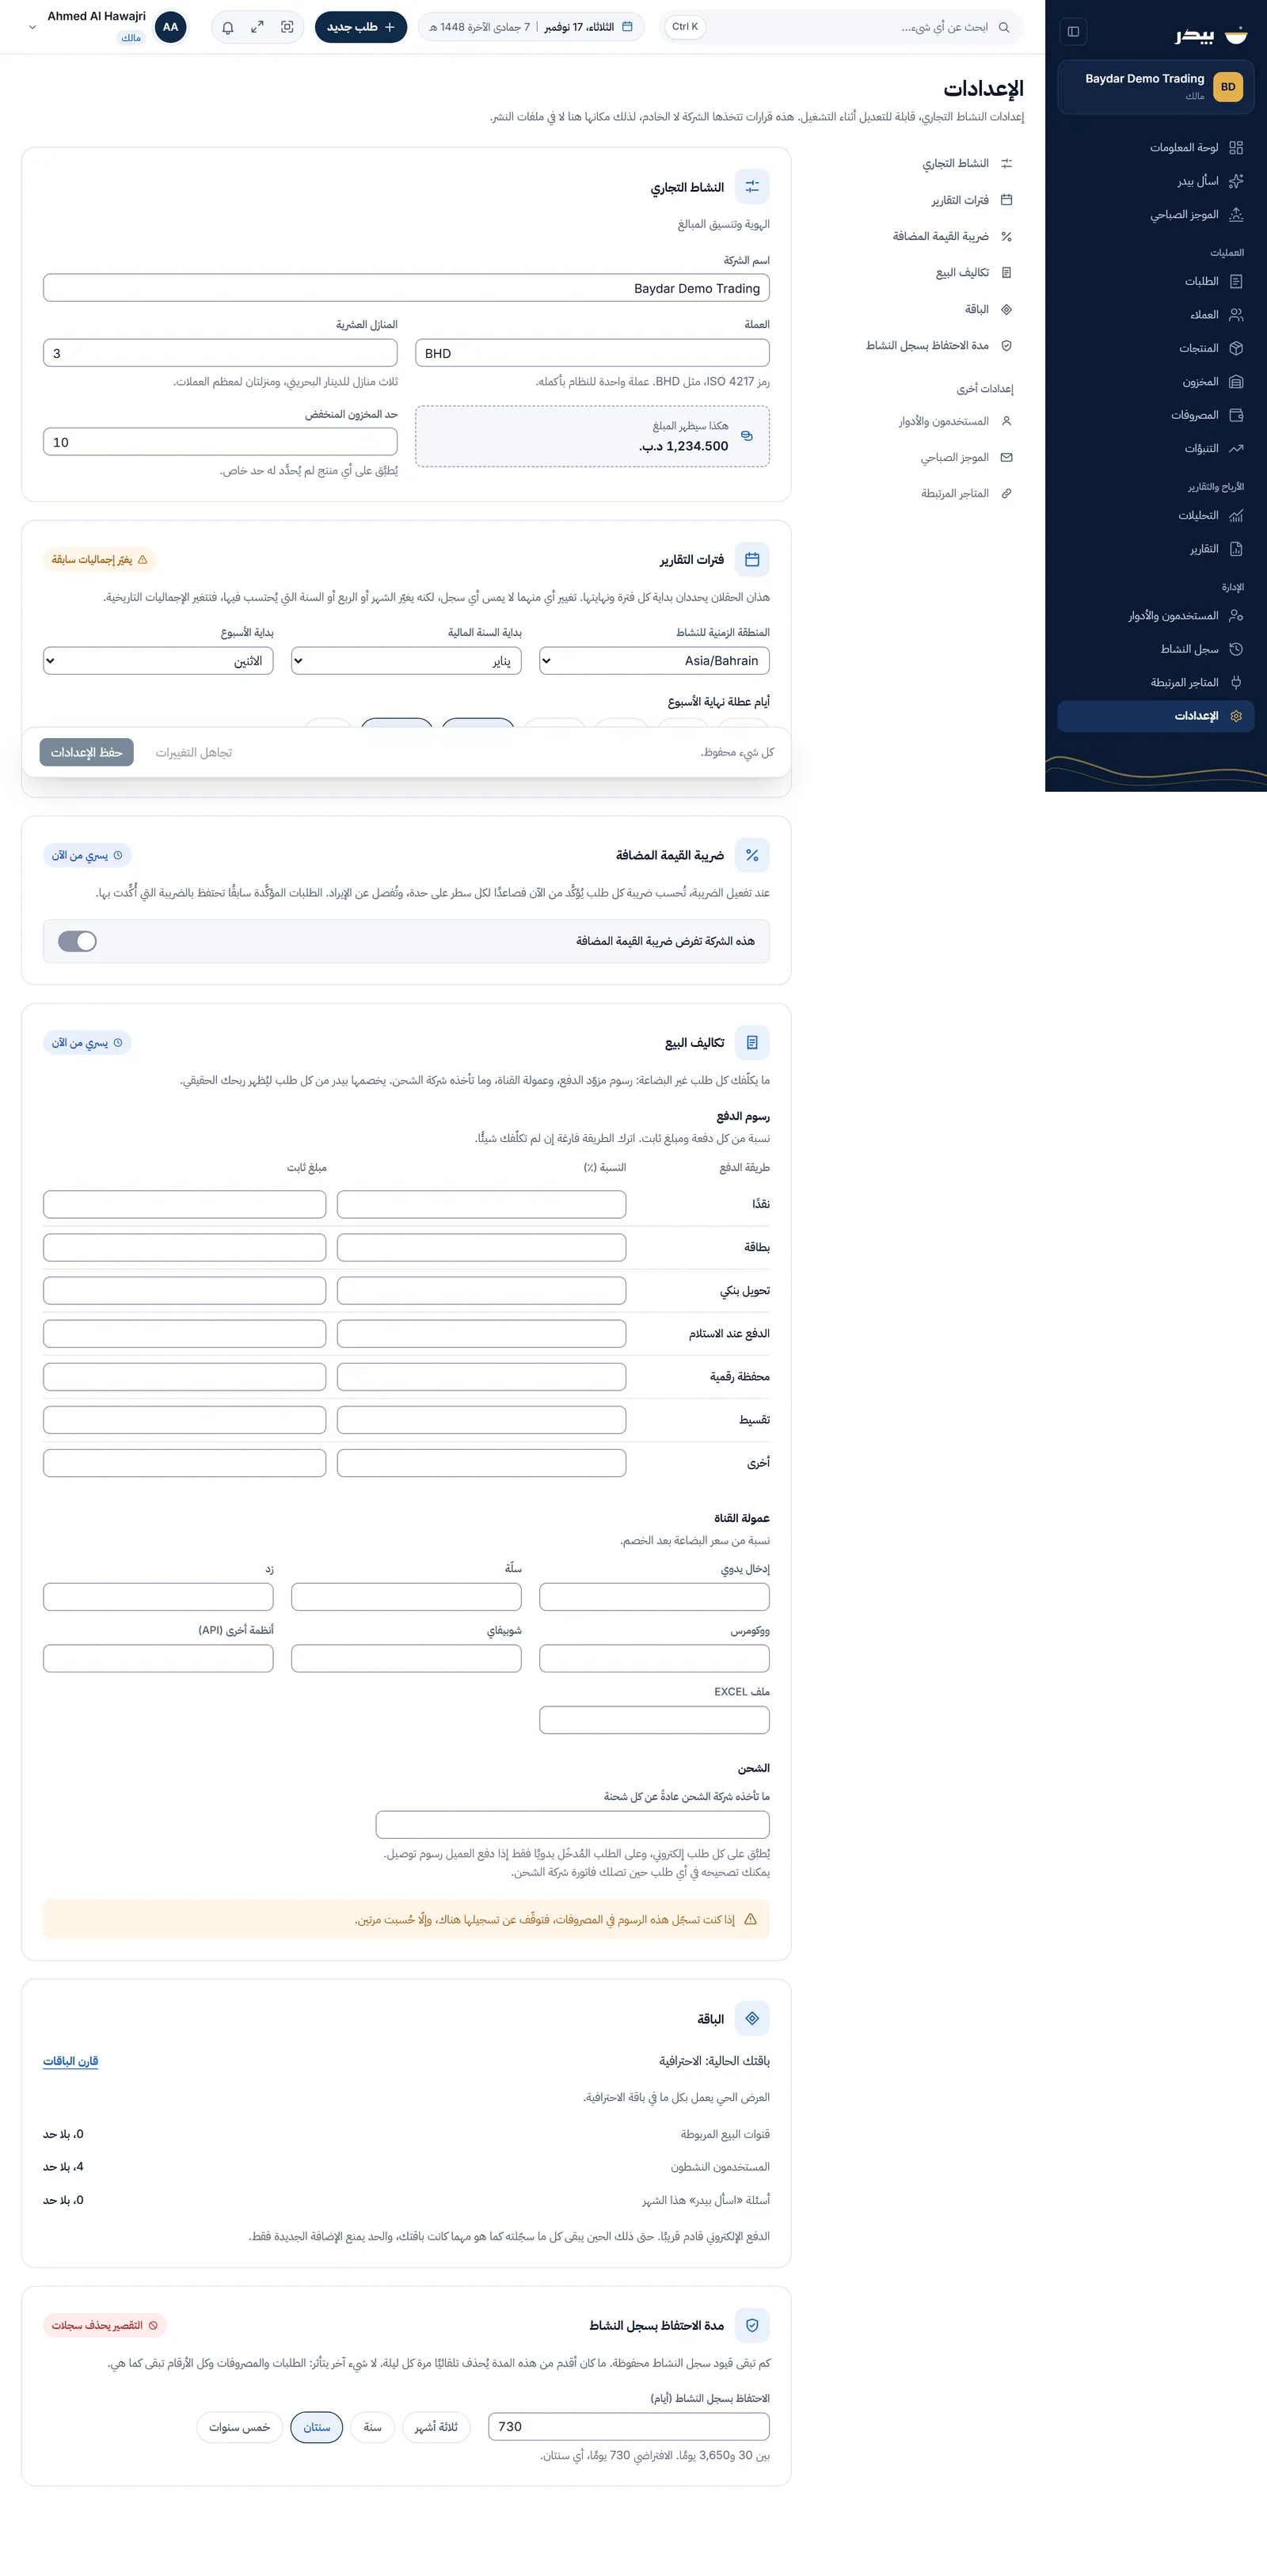 بيدر
BD
Baydar Demo Trading
مالك
لوحة المعلومات
اسأل بيدر
الموجز الصباحي
العمليات
الطلبات
العملاء
المنتجات
المخزون
المصروفات
التنبؤات
الأرباح والتقارير
التحليلات
التقارير
الإدارة
المستخدمون والأدوار
سجل النشاط
المتاجر المرتبطة
الإعدادات
ابحث عن أي شيء...
Ctrl K
الثلاثاء، 17 نوفمبر | 7 جمادى الآخرة 1448 هـ
طلب جديد
AA
Ahmed Al Hawajri
مالك
الإعدادات
إعدادات النشاط التجاري، قابلة للتعديل أثناء التشغيل. هذه قرارات تتخذها الشركة لا الخادم، لذلك مكانها هنا لا في ملفات النشر.
النشاط التجاري
فترات التقارير
ضريبة القيمة المضافة
تكاليف البيع
الباقة
مدة الاحتفاظ بسجل النشاط
إعدادات أخرى
المستخدمون والأدوار
الموجز الصباحي
المتاجر المرتبطة
النشاط التجاري
الهوية وتنسيق المبالغ
اسم الشركة
Baydar Demo Trading
العملة
BHD
رمز ISO 4217، مثل BHD. عملة واحدة للنظام بأكمله.
المنازل العشرية
3
ثلاث منازل للدينار البحريني، ومنزلتان لمعظم العملات.
هكذا سيظهر المبلغ
1,234.500 د.ب.
حد المخزون المنخفض
10
يُطبَّق على أي منتج لم يُحدَّد له حد خاص.
فترات التقارير
يغيّر إجماليات سابقة
هذان الحقلان يحددان بداية كل فترة ونهايتها. تغيير أي منهما لا يمس أي سجل، لكنه يغيّر الشهر أو الربع أو السنة التي يُحتسب فيها، فتتغير الإجماليات التاريخية.
المنطقة الزمنية للنشاط
Asia/Bahrain
بداية السنة المالية
يناير
بداية الأسبوع
الاثنين
أيام عطلة نهاية الأسبوع
كل شيء محفوظ.
تجاهل التغييرات
حفظ الإعدادات
ضريبة القيمة المضافة
يسري من الآن
عند تفعيل الضريبة، تُحسب ضريبة كل طلب يُؤكَّد من الآن فصاعدًا لكل سطر على حدة، وتُفصل عن الإيراد. الطلبات المؤكَّدة سابقًا تحتفظ بالضريبة التي أُكِّدت بها.
هذه الشركة تفرض ضريبة القيمة المضافة
تكاليف البيع
يسري من الآن
ما يكلّفك كل طلب غير البضاعة: رسوم مزوّد الدفع، وعمولة القناة، وما تأخذه شركة الشحن. يخصمها بيدر من كل طلب ليُظهر ربحك الحقيقي.
رسوم الدفع
نسبة من كل دفعة ومبلغ ثابت. اترك الطريقة فارغة إن لم تكلّفك شيئًا.
طريقة الدفع
النسبة (٪)
مبلغ ثابت
نقدًا
بطاقة
تحويل بنكي
الدفع عند الاستلام
محفظة رقمية
تقسيط
أخرى
عمولة القناة
نسبة من سعر البضاعة بعد الخصم.
إدخال يدوي
سلّة
زد
ووكومرس
شوبيفاي
أنظمة أخرى (API)
ملف EXCEL
الشحن
ما تأخذه شركة الشحن عادةً عن كل شحنة
يُطبَّق على كل طلب إلكتروني، وعلى الطلب المُدخَل يدويًا فقط إذا دفع العميل رسوم توصيل.
يمكنك تصحيحه في أي طلب حين تصلك فاتورة شركة الشحن.
إذا كنت تسجّل هذه الرسوم في المصروفات، فتوقّف عن تسجيلها هناك، وإلّا حُسبت مرتين.
الباقة
باقتك الحالية: الاحترافية
قارن الباقات
العرض الحي يعمل بكل ما في باقة الاحترافية.
قنوات البيع المربوطة
0، بلا حد
المستخدمون النشطون
4، بلا حد
أسئلة «اسأل بيدر» هذا الشهر
0، بلا حد
الدفع الإلكتروني قادم قريبًا. حتى ذلك الحين يبقى كل ما سجّلته كما هو مهما كانت باقتك، والحد يمنع الإضافة الجديدة فقط.
مدة الاحتفاظ بسجل النشاط
التقصير يحذف سجلات
كم تبقى قيود سجل النشاط محفوظة. ما كان أقدم من هذه المدة يُحذف تلقائيًا مرة كل ليلة. لا شيء آخر يتأثر: الطلبات والمصروفات وكل الأرقام تبقى كما هي.
الاحتفاظ بسجل النشاط (أيام)
730
ثلاثة أشهر
سنة
سنتان
خمس سنوات
بين 30 و3,650 يومًا. الافتراضي 730 يومًا، أي سنتان.